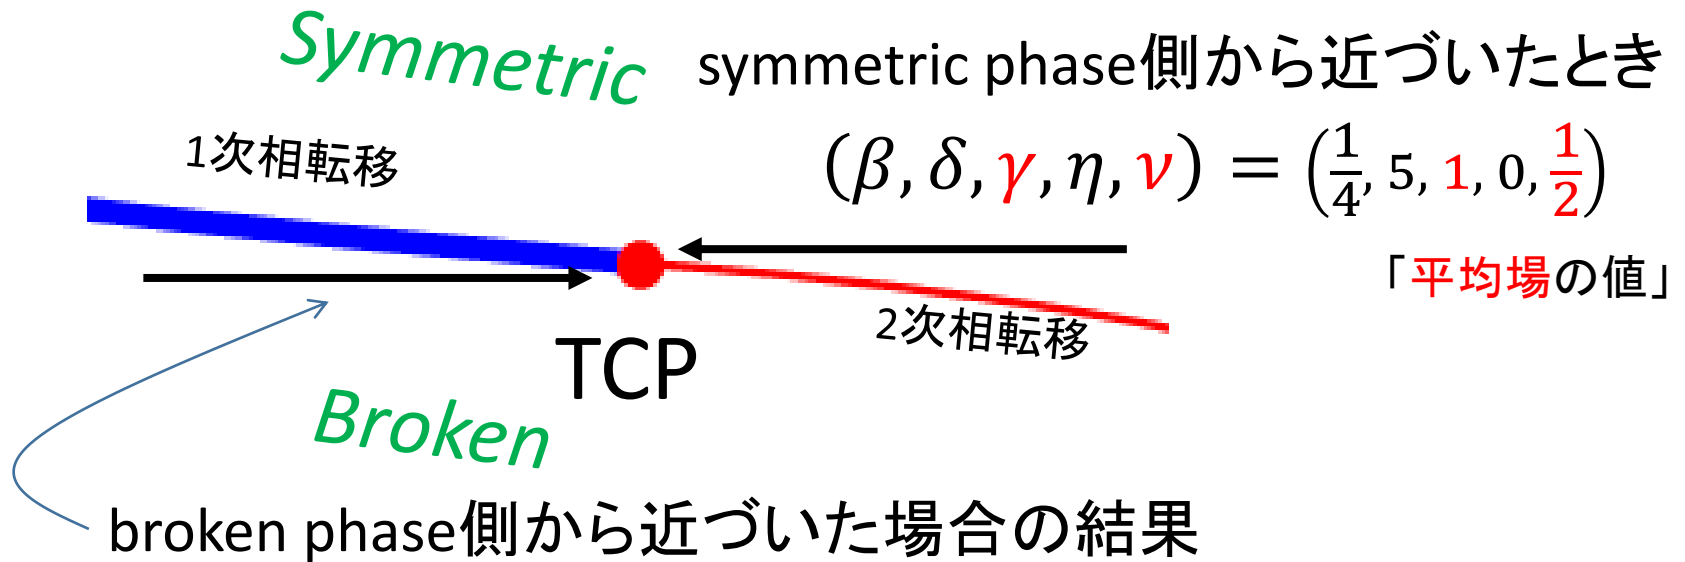 Symmetric
symmetric phase側から近づいたとき
1次相転移
(β, δ, γ, η, ν) = (1/4, 5, 1, 0, 1/2)
「平均場の値」
2次相転移
TCP
Broken
broken phase側から近づいた場合の結果